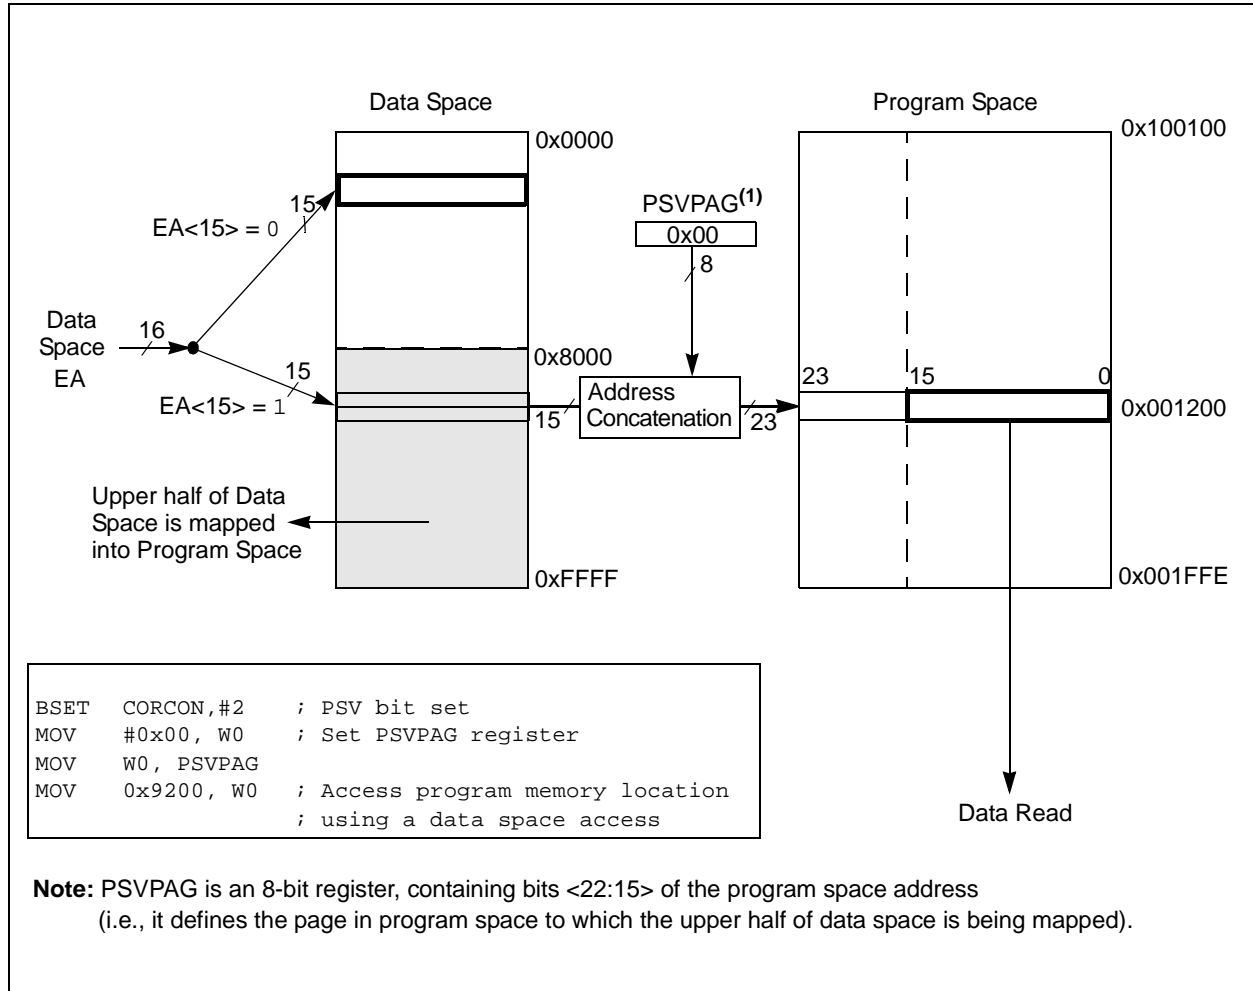 Data Space
Program Space
0x0000
0x100100
15
PSVPAG(1)
EA<15> = 0
0x00
8
Data
Space
EA
16
0x8000
15
23
15
0
Address
Concatenation
EA<15> = 1
15
23
0x001200
Upper half of Data
Space is mapped
into Program Space
0xFFFF
0x001FFE
BSET CORCON,#2 ; PSV bit set
MOV #0x00, W0 ; Set PSVPAG register
MOV W0, PSVPAG
MOV 0x9200, W0 ; Access program memory location
; using a data space access
Data Read
Note: PSVPAG is an 8-bit register, containing bits <22:15> of the program space address
(i.e., it defines the page in program space to which the upper half of data space is being mapped).